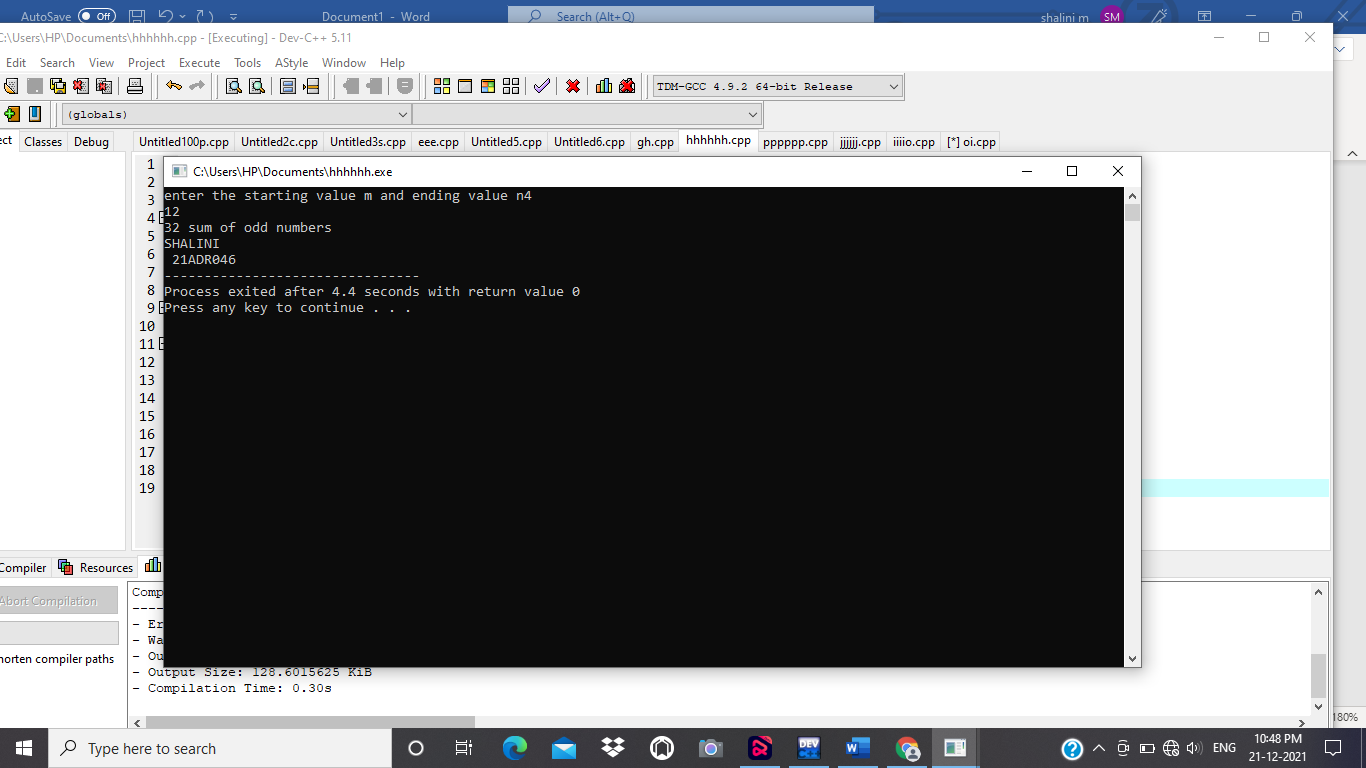 AutoSave Off Document1 - Word Search (Alt+Q) shalini m SM
C:\Users\HP\Documents\hhhhhh.cpp - [Executing] - Dev-C++ 5.11
Edit Search View Project Execute Tools AStyle Window Help
TDM-GCC 4.9.2 64-bit Release
(globals)
ect Classes Debug Untitled100p.cpp Untitled2c.cpp Untitled3s.cpp eee.cpp Untitled5.cpp Untitled6.cpp gh.cpp hhhhhh.cpp pppppp.cpp jjjjjj.cpp iiiio.cpp [*] oi.cpp
1
2
3
4
5
6
7
8
9
10
11
12
13
14
15
16
17
18
19
C:\Users\HP\Documents\hhhhhh.exe
enter the starting value m and ending value n4
12
32 sum of odd numbers
SHALINI
21ADR046
--------------------------------
Process exited after 4.4 seconds with return value 0
Press any key to continue . . .
Compiler Resources
Abort Compilation
horten compiler paths
Comp
----
- Er
- Wa
- Ou
- Output Size: 128.6015625 KiB
- Compilation Time: 0.30s
180%
Type here to search
DEV
ENG
10:48 PM
21-12-2021